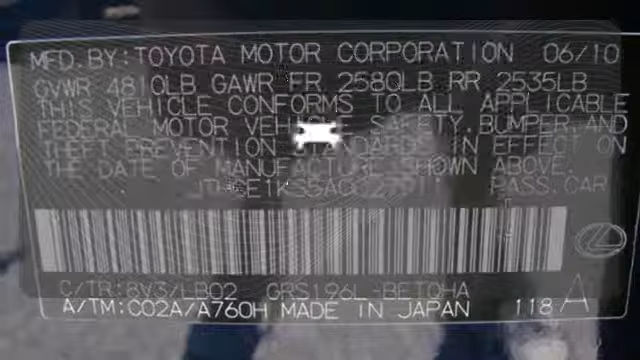 MFD.BY:TOYOTA MOTOR CORPORATION 06/10
GVWR 4810LB GAWR FR 2580LB RR 2535LB
THIS VEHICLE CONFORMS TO ALL APPLICABLE
FEDERAL MOTOR VEHICLE SAFETY,BUMPER,AND
THEFT PREVENTION STANDARDS IN EFFECT ON
THE DATE OF MANUFACTURE SHOWN ABOVE.
PASS.CAR
C/TR:8V3/LB02 GRS196L-BETQHA
A/TM:C02A/A760H MADE IN JAPAN 118A